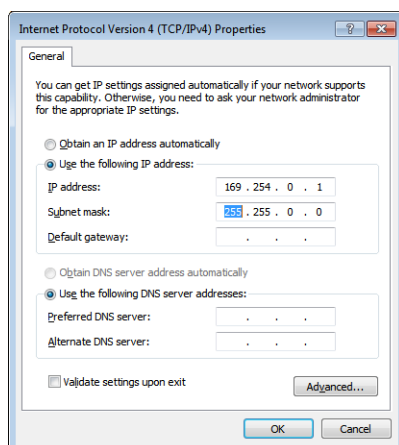 Internet Protocol Version 4 (TCP/IPv4) Properties
General
You can get IP settings assigned automatically if your network supports
this capability. Otherwise, you need to ask your network administrator
for the appropriate IP settings.
Obtain an IP address automatically
Use the following IP address:
IP address: 169 . 254 . 0 . 1
Subnet mask: 255 . 255 . 0 . 0
Default gateway: . . .
Obtain DNS server address automatically
Use the following DNS server addresses:
Preferred DNS server: . . .
Alternate DNS server: . . .
Validate settings upon exit
Advanced...
OK Cancel